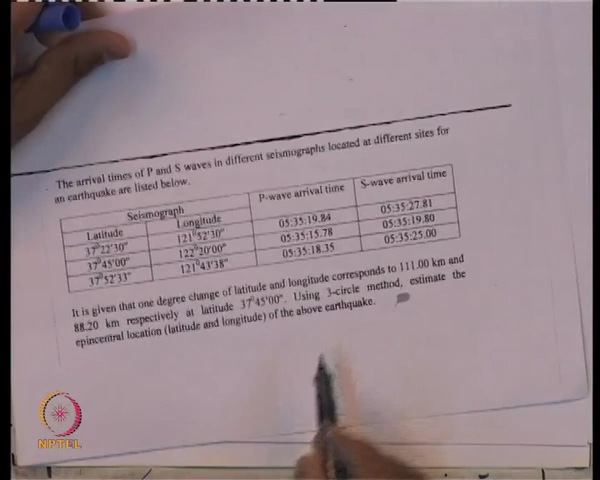 The arrival times of P and S waves in different seismographs located at different sites for
an earthquake are listed below.
Seismograph P-wave arrival time S-wave arrival time
Latitude Longitude
37°22'30" 121°52'30" 05:35:19.84 05:35:27.81
37°45'00" 122°20'00" 05:35:15.78 05:35:19.80
37°52'33" 121°43'38" 05:35:18.35 05:35:25.00
It is given that one degree change of latitude and longitude corresponds to 111.00 km and
88.20 km respectively at latitude 37°45'00". Using 3-circle method, estimate the
epincentral location (latitude and longitude) of the above earthquake.
NPTEL